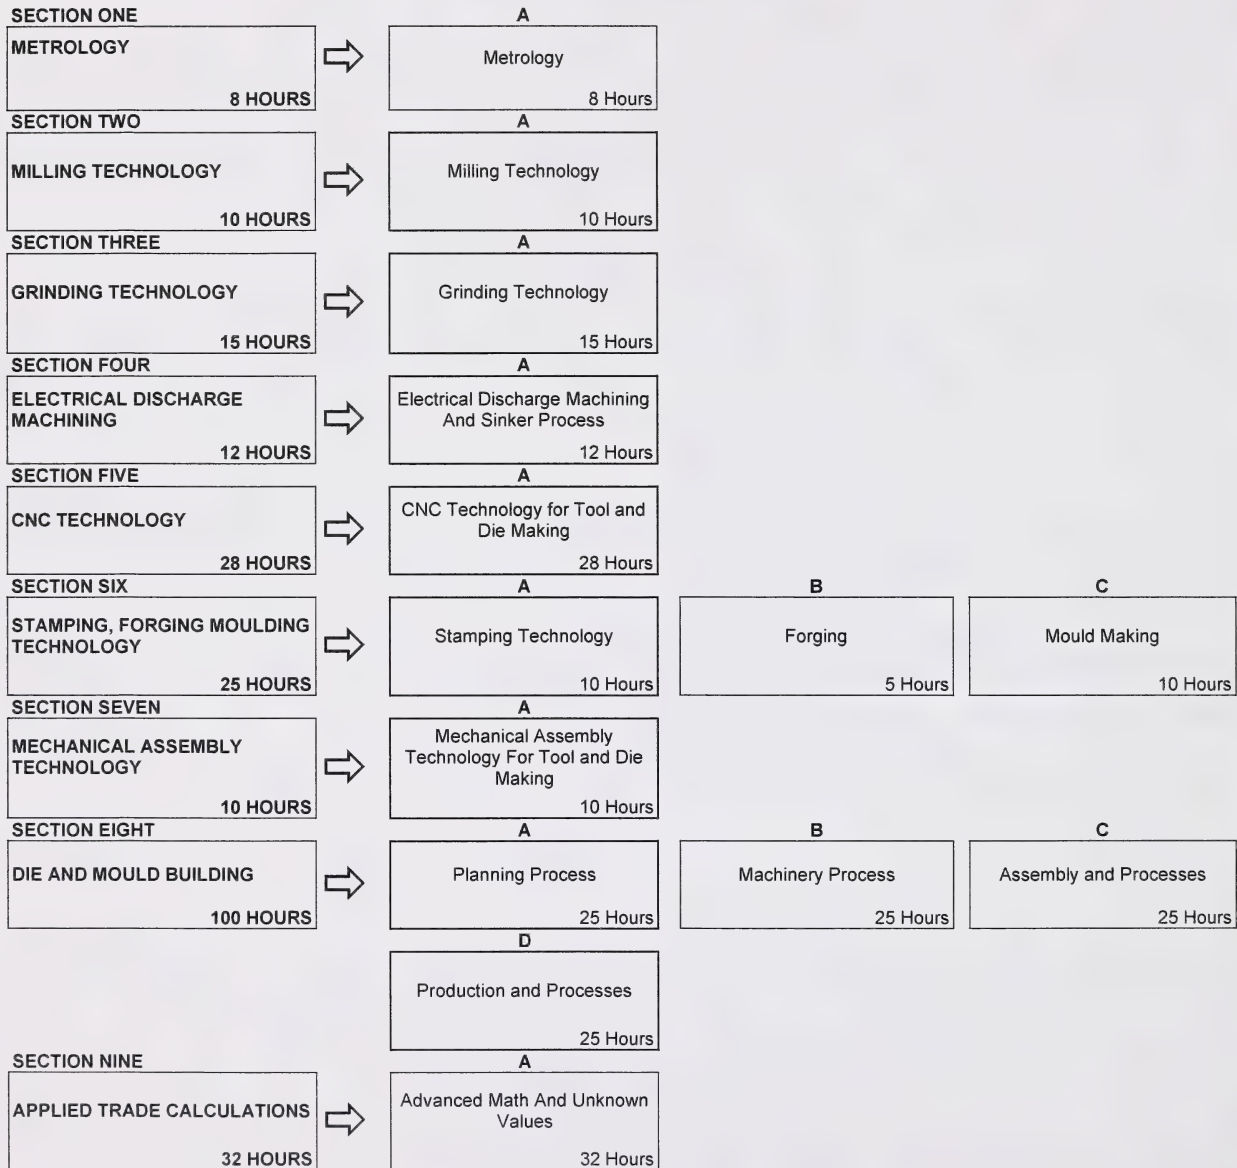 SECTION ONE
A
METROLOGY
8 HOURS
Metrology
8 Hours
SECTION TWO
A
MILLING TECHNOLOGY
10 HOURS
Milling Technology
10 Hours
SECTION THREE
A
GRINDING TECHNOLOGY
15 HOURS
Grinding Technology
15 Hours
SECTION FOUR
A
ELECTRICAL DISCHARGE
MACHINING
12 HOURS
Electrical Discharge Machining
And Sinker Process
12 Hours
SECTION FIVE
A
CNC TECHNOLOGY
28 HOURS
CNC Technology for Tool and
Die Making
28 Hours
SECTION SIX
A
B
C
STAMPING, FORGING MOULDING
TECHNOLOGY
25 HOURS
Stamping Technology
10 Hours
Forging
5 Hours
Mould Making
10 Hours
SECTION SEVEN
A
MECHANICAL ASSEMBLY
TECHNOLOGY
10 HOURS
Mechanical Assembly
Technology For Tool and Die
Making
10 Hours
SECTION EIGHT
A
B
C
DIE AND MOULD BUILDING
100 HOURS
Planning Process
25 Hours
Machinery Process
25 Hours
Assembly and Processes
25 Hours
D
Production and Processes
25 Hours
SECTION NINE
A
APPLIED TRADE CALCULATIONS
32 HOURS
Advanced Math And Unknown
Values
32 Hours